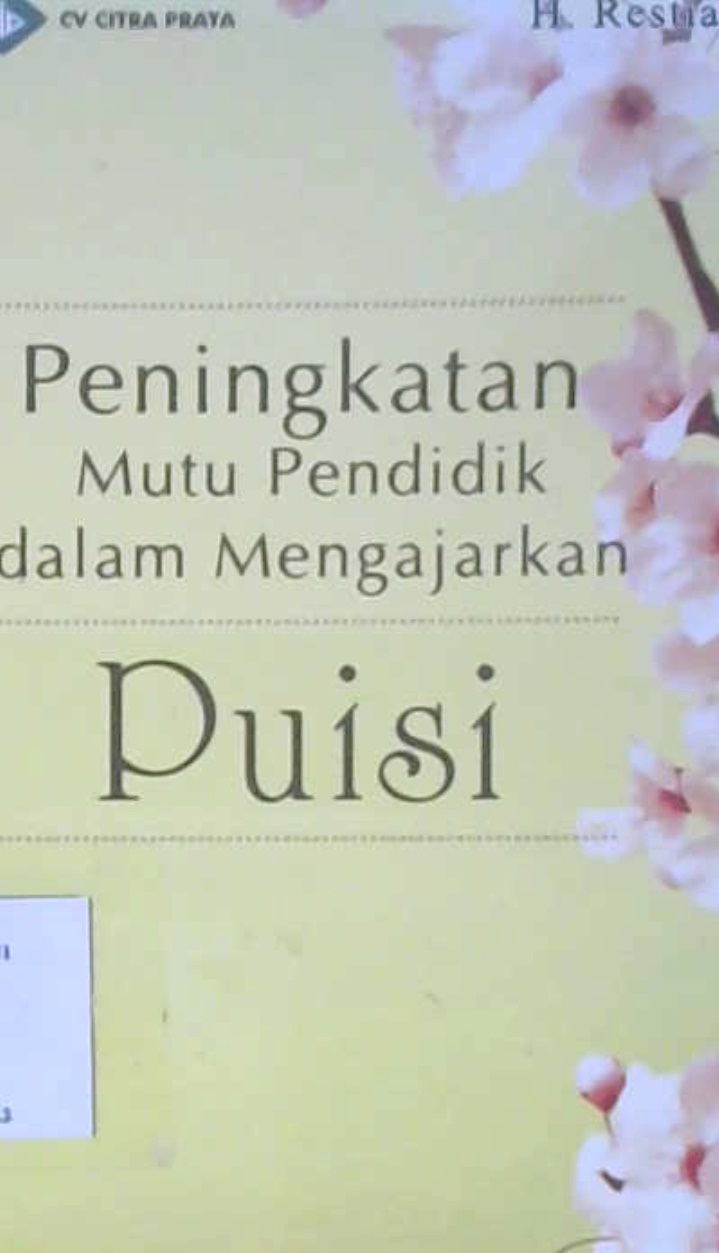 CV CITRA PRAYA
H. Restia
Peningkatan
Mutu Pendidik
dalam Mengajarkan
Puisi